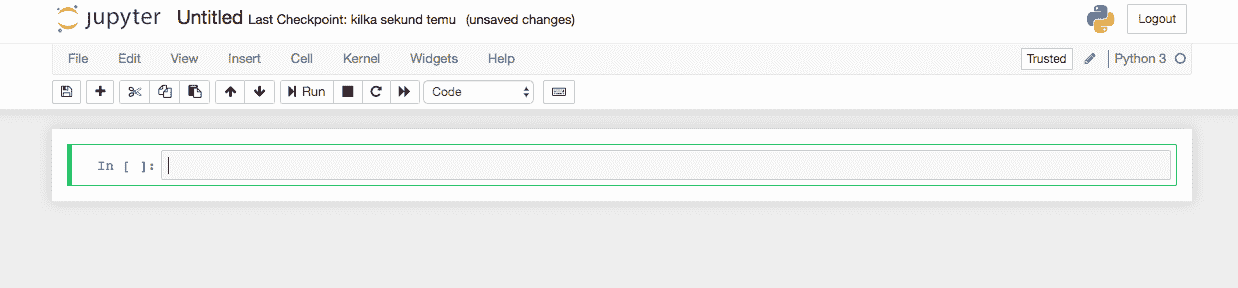 jupyter Untitled Last Checkpoint: kilka sekund temu (unsaved changes) Logout
File Edit View Insert Cell Kernel Widgets Help Trusted Python 3
Run Code
In [ ]: